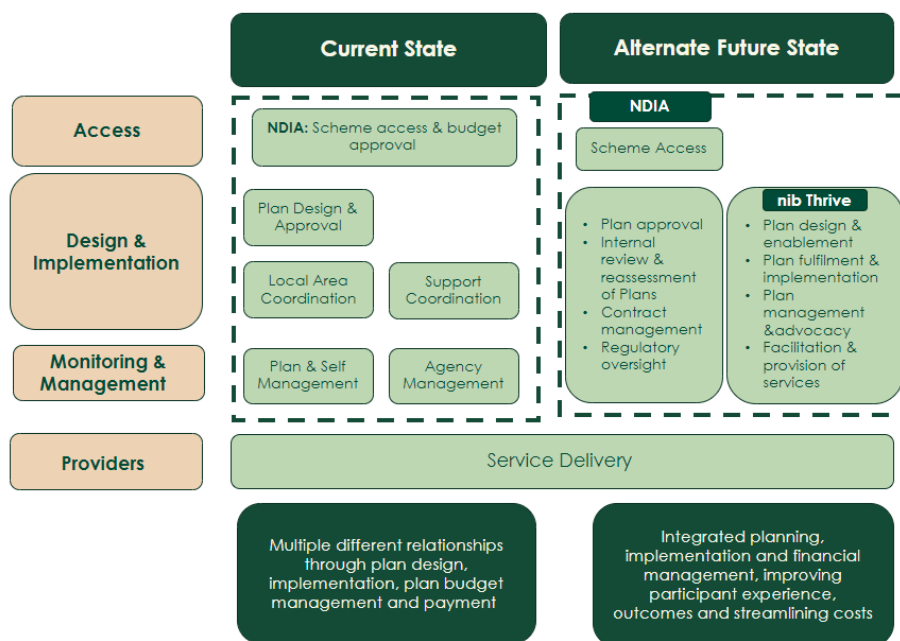 Current State
Alternate Future State
Access
NDIA: Scheme access & budget
approval
NDIA
Scheme Access
Design &
Implementation
Plan Design &
Approval
Local Area
Coordination
Support
Coordination
• Plan approval
• Internal
review &
reassessment
of Plans
• Contract
management
• Regulatory
oversight
nib Thrive
• Plan design &
enablement
• Plan fulfilment &
implementation
• Plan
management
&advocacy
• Facilitation &
provision of
services
Monitoring &
Management
Plan & Self
Management
Agency
Management
Providers
Service Delivery
Multiple different relationships
through plan design,
implementation, plan budget
management and payment
Integrated planning,
implementation and financial
management, improving
participant experience,
outcomes and streamlining costs